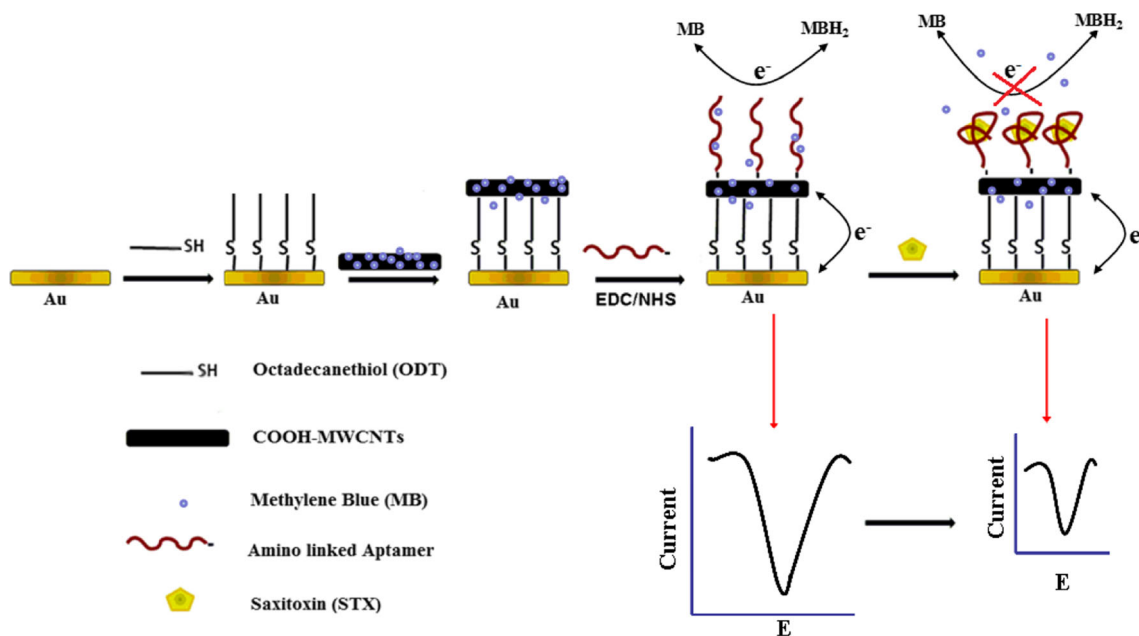 MB
MBH₂
e⁻
MB
MBH₂
e⁻
SH
S S S S
Au
Au
S S S S
Au
EDC/NHS
S S S S
e⁻
Au
S S S S
e
Au
SH
Octadecanethiol (ODT)
COOH-MWCNTs
Methylene Blue (MB)
Amino linked Aptamer
Saxitoxin (STX)
Current
E
Current
E